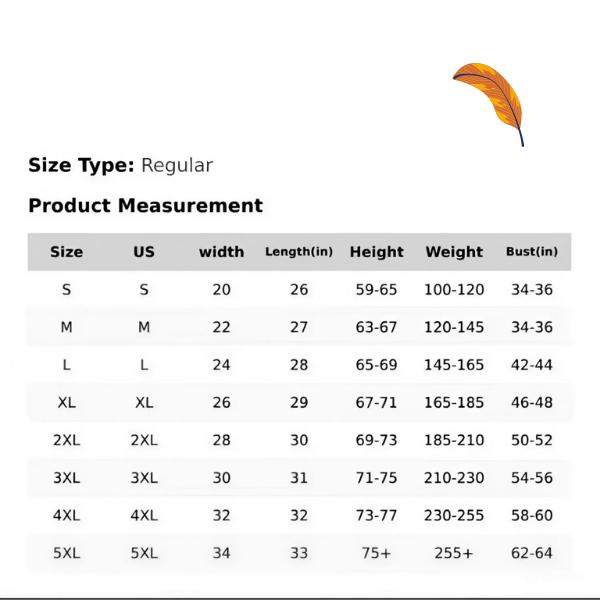 Size Type: Regular
Product Measurement
Size US width Length(in) Height Weight Bust(in)
S S 20 26 59-65 100-120 34-36
M M 22 27 63-67 120-145 34-36
L L 24 28 65-69 145-165 42-44
XL XL 26 29 67-71 165-185 46-48
2XL 2XL 28 30 69-73 185-210 50-52
3XL 3XL 30 31 71-75 210-230 54-56
4XL 4XL 32 32 73-77 230-255 58-60
5XL 5XL 34 33 75+ 255+ 62-64